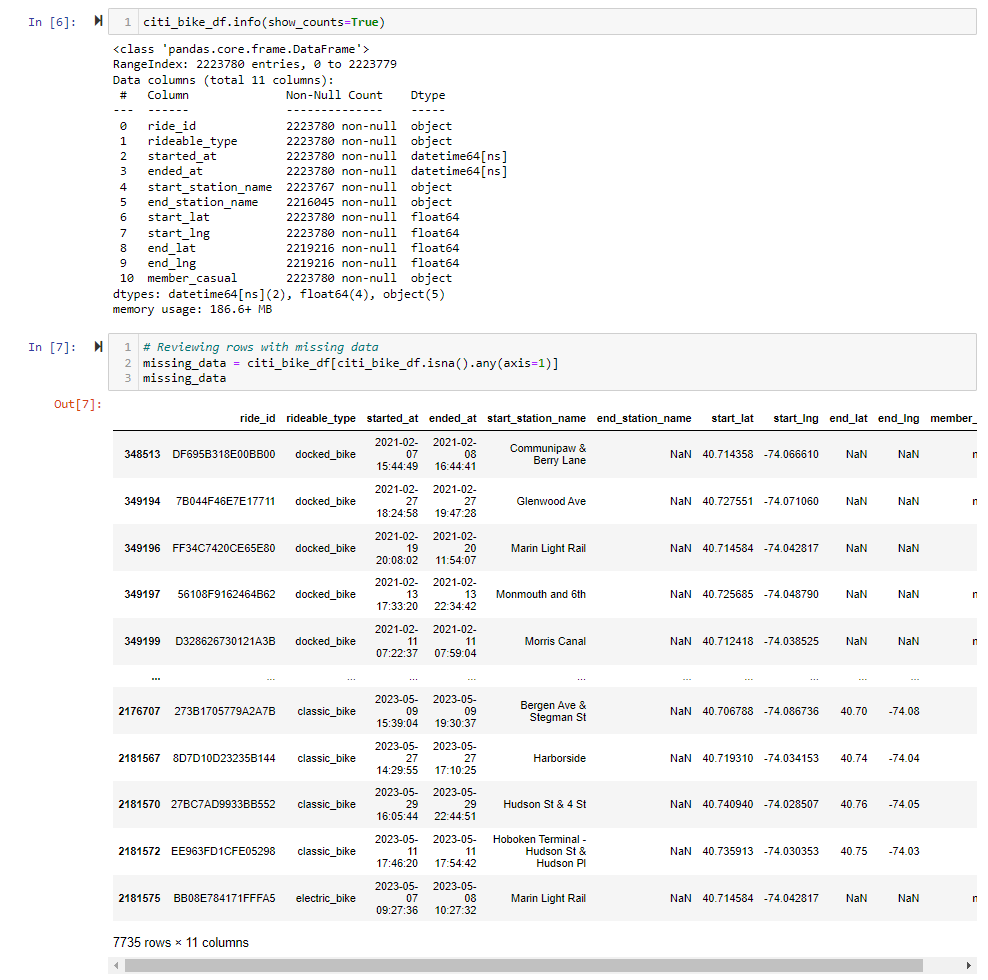 In [6]:
1 citi_bike_df.info(show_counts=True)
<class 'pandas.core.frame.DataFrame'>
RangeIndex: 2223780 entries, 0 to 2223779
Data columns (total 11 columns):
# Column Non-Null Count Dtype
--- ------ -------------- -----
0 ride_id 2223780 non-null object
1 rideable_type 2223780 non-null object
2 started_at 2223780 non-null datetime64[ns]
3 ended_at 2223780 non-null datetime64[ns]
4 start_station_name 2223767 non-null object
5 end_station_name 2216045 non-null object
6 start_lat 2223780 non-null float64
7 start_lng 2223780 non-null float64
8 end_lat 2219216 non-null float64
9 end_lng 2219216 non-null float64
10 member_casual 2223780 non-null object
dtypes: datetime64[ns](2), float64(4), object(5)
memory usage: 186.6+ MB
In [7]:
1 # Reviewing rows with missing data
2 missing_data = citi_bike_df[citi_bike_df.isna().any(axis=1)]
3 missing_data
Out[7]:
ride_id rideable_type started_at ended_at start_station_name end_station_name start_lat start_lng end_lat end_lng member_
348513 DF695B318E00BB00 docked_bike 2021-02-07 15:44:49 2021-02-08 16:44:41 Communipaw & Berry Lane NaN 40.714358 -74.066610 NaN NaN
349194 7B044F46E7E17711 docked_bike 2021-02-27 18:24:58 2021-02-27 19:47:28 Glenwood Ave NaN 40.727551 -74.071060 NaN NaN
349196 FF34C7420CE65E80 docked_bike 2021-02-19 20:08:02 2021-02-20 11:54:07 Marin Light Rail NaN 40.714584 -74.042817 NaN NaN
349197 56108F9162464B62 docked_bike 2021-02-13 17:33:20 2021-02-13 22:34:42 Monmouth and 6th NaN 40.725685 -74.048790 NaN NaN
349199 D328626730121A3B docked_bike 2021-02-11 07:22:37 2021-02-11 07:59:04 Morris Canal NaN 40.712418 -74.038525 NaN NaN
... ... ... ... ... ... ... ... ... ... ...
2176707 273B1705779A2A7B classic_bike 2023-05-09 15:39:04 2023-05-09 19:30:37 Bergen Ave & Stegman St NaN 40.706788 -74.086736 40.70 -74.08
2181567 8D7D10D23235B144 classic_bike 2023-05-27 14:29:55 2023-05-27 17:10:25 Harborside NaN 40.719310 -74.034153 40.74 -74.04
2181570 27BC7AD9933BB552 classic_bike 2023-05-29 16:05:44 2023-05-29 22:44:51 Hudson St & 4 St NaN 40.740940 -74.028507 40.76 -74.05
2181572 EE963FD1CFE05298 classic_bike 2023-05-11 17:46:20 2023-05-11 17:54:42 Hoboken Terminal - Hudson St & Hudson Pl NaN 40.735913 -74.030353 40.75 -74.03
2181575 BB08E784171FFFA5 electric_bike 2023-05-07 09:27:36 2023-05-08 10:27:32 Marin Light Rail NaN 40.714584 -74.042817 NaN NaN
7735 rows × 11 columns